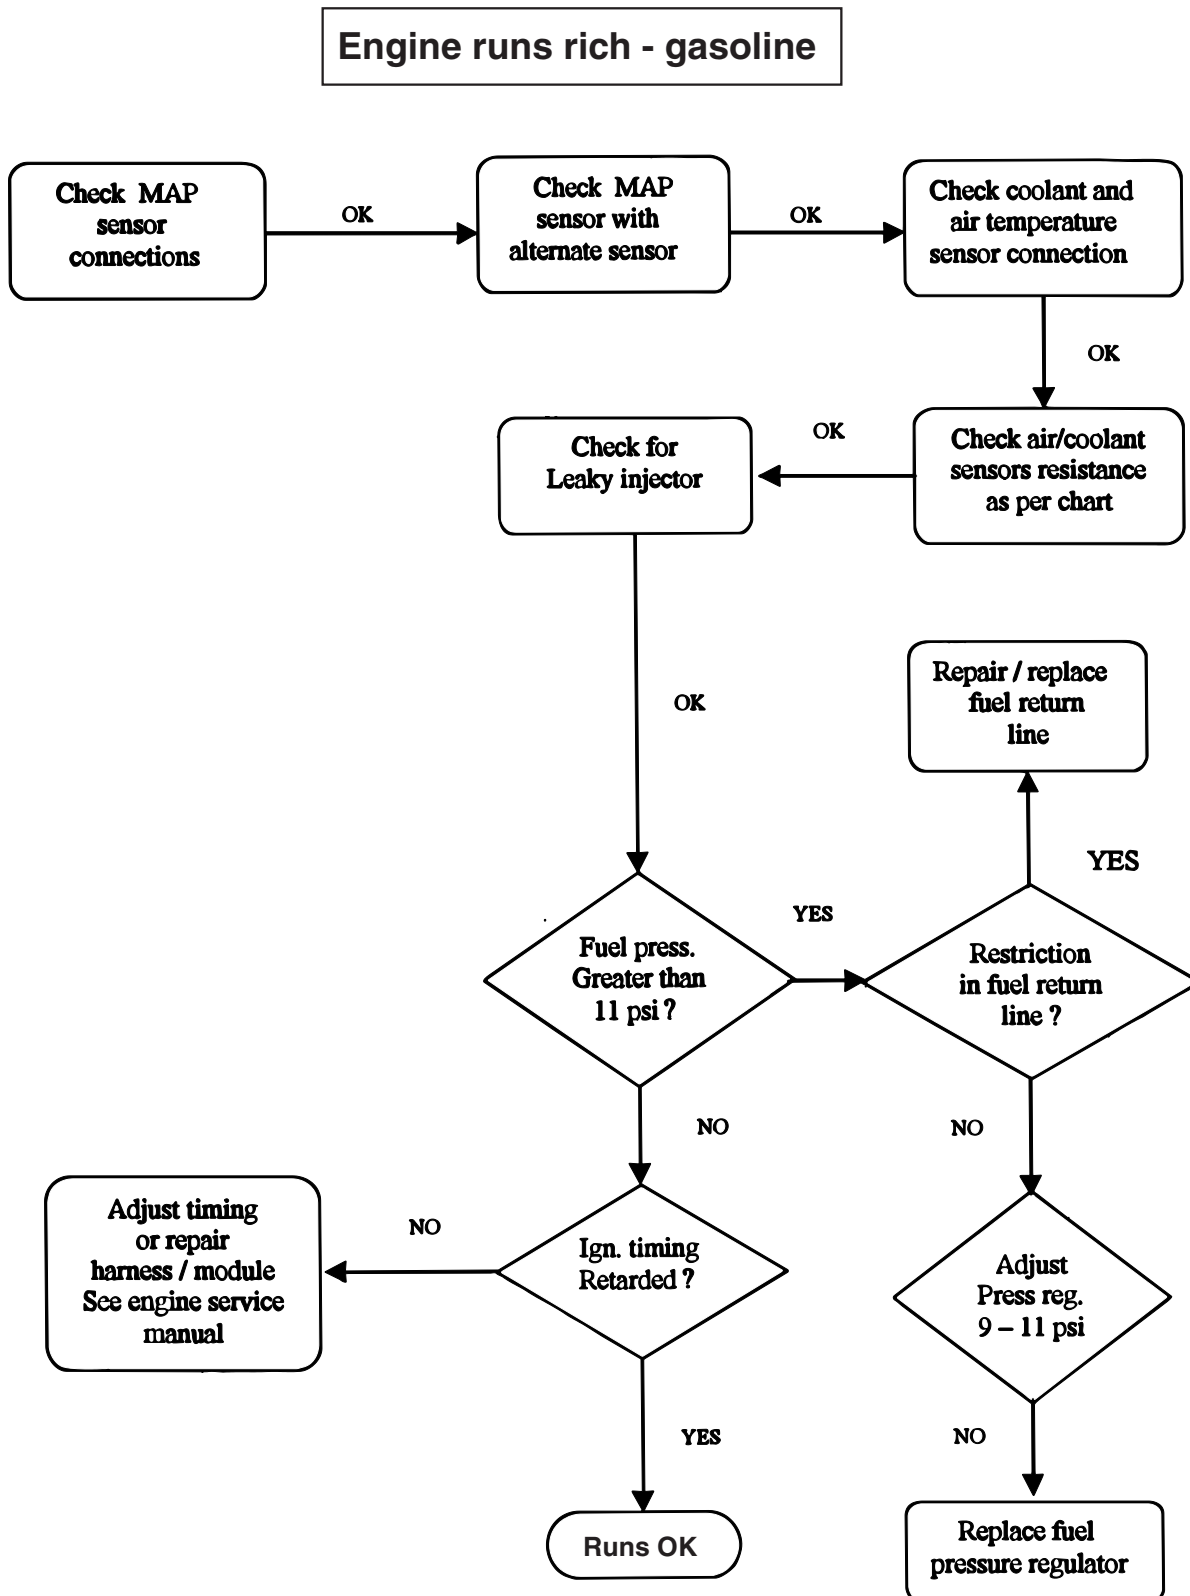 Engine runs rich - gasoline
Check MAP
sensor
connections
OK
Check MAP
sensor with
alternate sensor
OK
Check coolant and
air temperature
sensor connection
OK
Check air/coolant
sensors resistance
as per chart
OK
Check for
Leaky injector
OK
Repair / replace
fuel return
line
YES
Fuel press.
Greater than
11 psi ?
YES
Restriction
in fuel return
line ?
NO
NO
Adjust timing
or repair
harness / module
See engine service
manual
NO
Ign. timing
Retarded ?
Adjust
Press reg.
9 – 11 psi
YES
NO
Runs OK
Replace fuel
pressure regulator